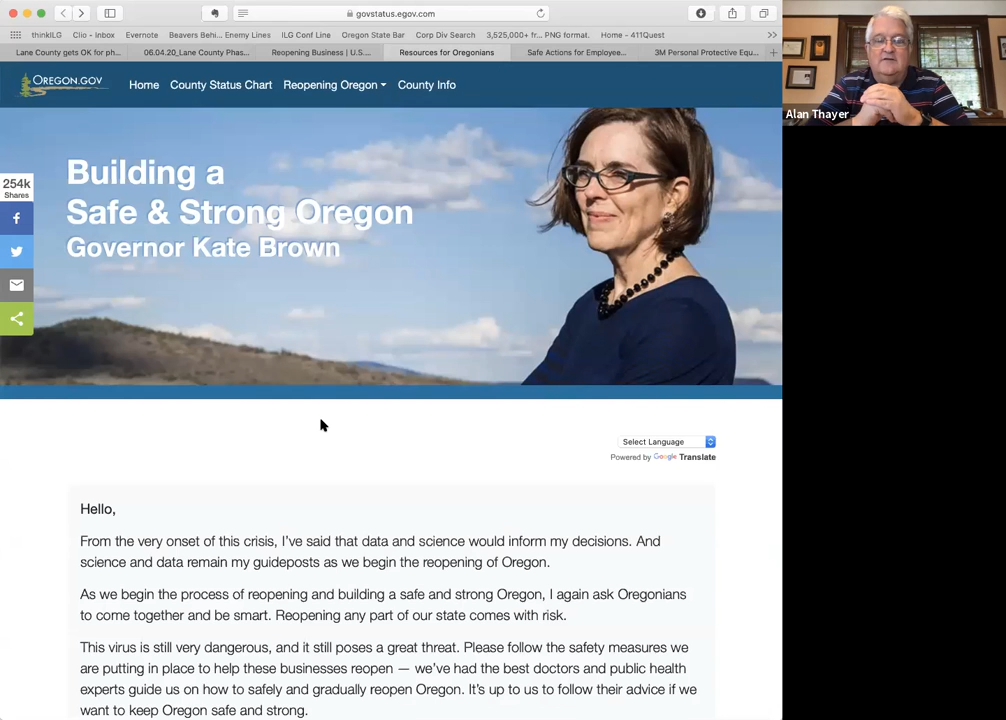 govstatus.egov.com
thinkILG Clio - inbox Evernote Beavers Behi... Enemy Lines ILG Conf Line Oregon State Bar Corp Div Search 3,525,000+ fr... PNG format. Home - 411Quest
Lane County gets OK for ph... 06.04.20_Lane County Phas... Reopening Business | U.S.... Resources for Oregonians Safe Actions for Employee... 3M Personal Protective Equ...
OREGON.GOV Home County Status Chart Reopening Oregon County Info
Alan Thayer
Building a
Safe & Strong Oregon
Governor Kate Brown
254k
Shares
Select Language
Powered by Google Translate
Hello,
From the very onset of this crisis, I've said that data and science would inform my decisions. And
science and data remain my guideposts as we begin the reopening of Oregon.
As we begin the process of reopening and building a safe and strong Oregon, I again ask Oregonians
to come together and be smart. Reopening any part of our state comes with risk.
This virus is still very dangerous, and it still poses a great threat. Please follow the safety measures we
are putting in place to help these businesses reopen — we've had the best doctors and public health
experts guide us on how to safely and gradually reopen Oregon. It's up to us to follow their advice if we
want to keep Oregon safe and strong.